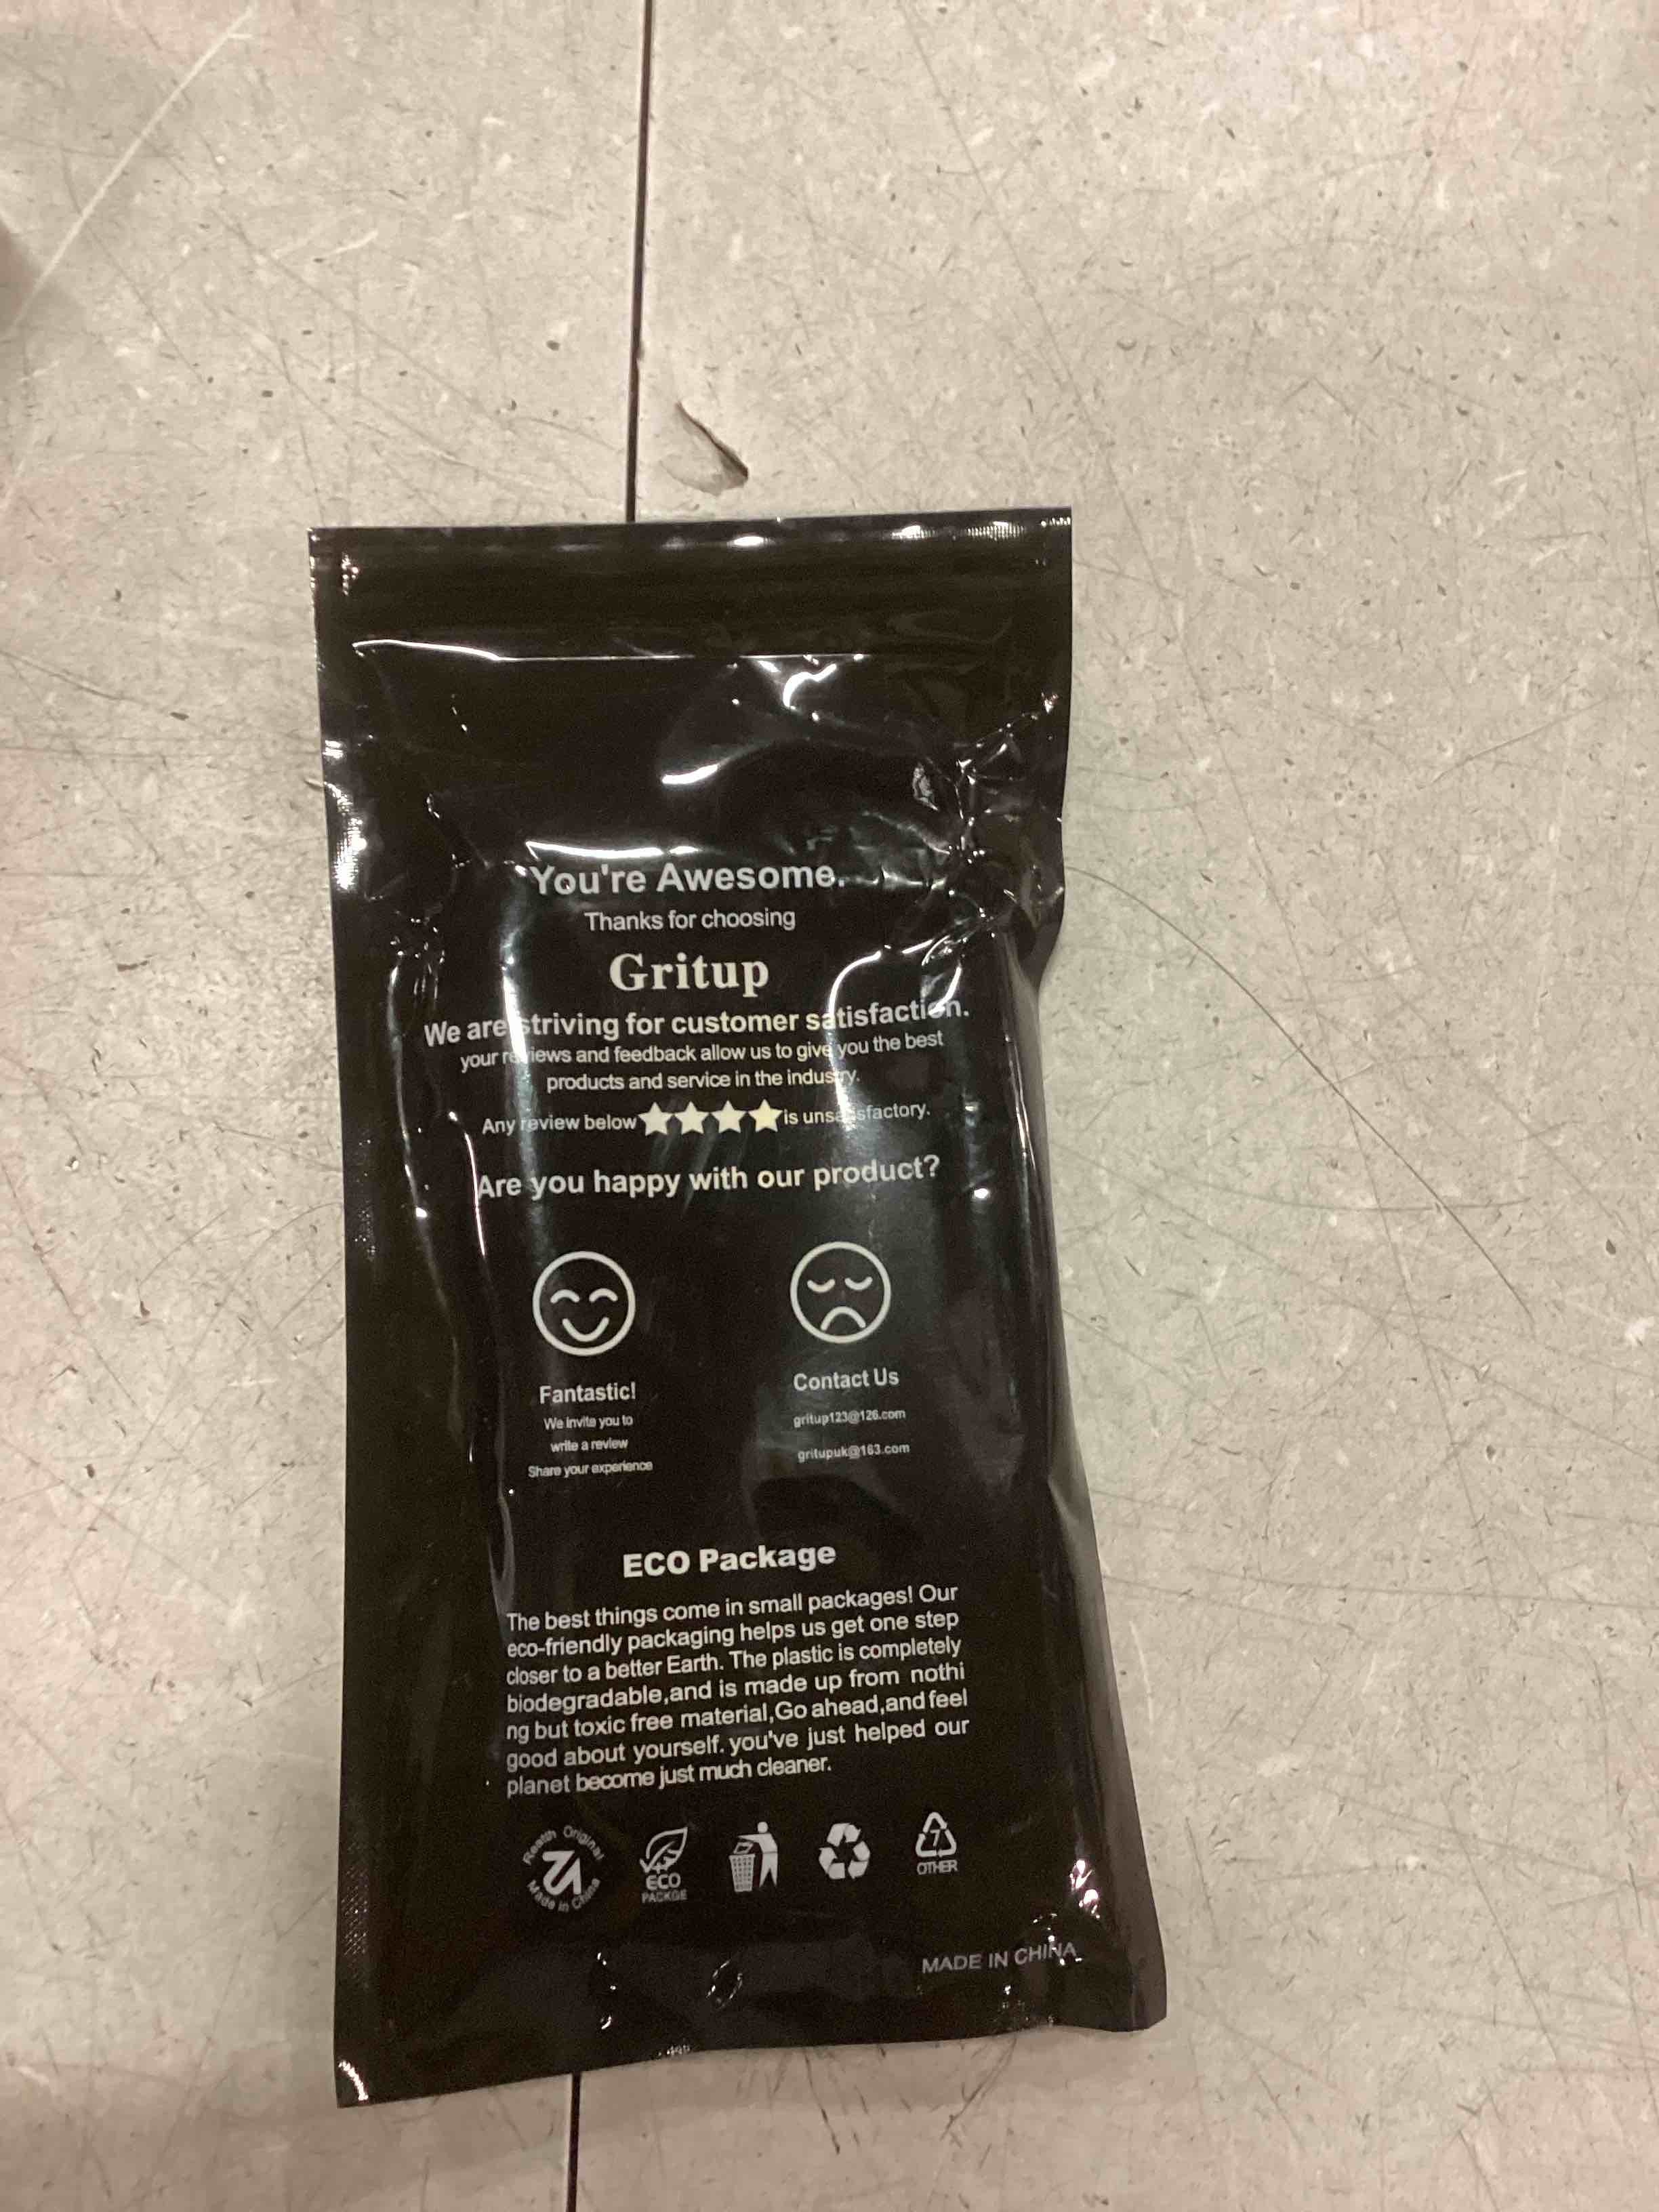 You're Awesome.
Thanks for choosing
Gritup
We are striving for customer satisfaction.
your reviews and feedback allow us to give you the best
products and service in the industry.
Any review below ★★★★ is unsatisfactory.
Are you happy with our product?
Fantastic!
We invite you to
write a review
Share your experience
Contact Us
gritup123@126.com
gritupuk@163.com
ECO Package
The best things come in small packages! Our
eco-friendly packaging helps us get one step
closer to a better Earth. The plastic is completely
biodegradable,and is made up from nothi
ng but toxic free material,Go ahead,and feel
good about yourself. you've just helped our
planet become just much cleaner.
Original
Made in China
ECO
PACKGE
7
OTHER
MADE IN CHINA